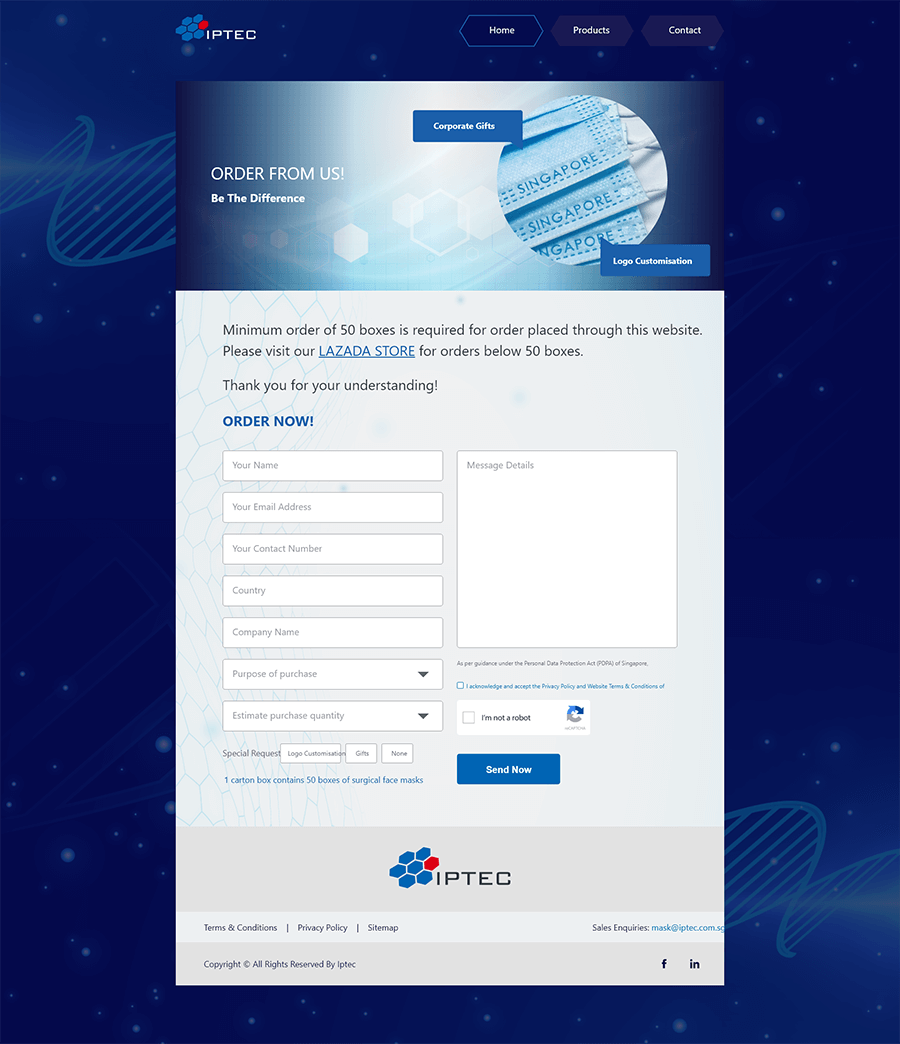 IPTEC
Home
Products
Contact
Corporate Gifts
ORDER FROM US!
Be The Difference
SINGAPORE
SINGAPORE
SINGAPORE
Logo Customisation
Minimum order of 50 boxes is required for order placed through this website.
Please visit our LAZADA STORE for orders below 50 boxes.
Thank you for your understanding!
ORDER NOW!
Your Name
Your Email Address
Your Contact Number
Country
Company Name
Purpose of purchase
Estimate purchase quantity
Special Request
Logo Customisation
Gifts
None
1 carton box contains 50 boxes of surgical face masks
Message Details
As per guidance under the Personal Data Protection Act (PDPA) of Singapore,
I acknowledge and accept the Privacy Policy and Website Terms & Conditions of
I'm not a robot
reCAPTCHA
Send Now
IPTEC
Terms & Conditions | Privacy Policy | Sitemap
Sales Enquiries: mask@iptec.com.sg
Copyright © All Rights Reserved By Iptec
f
in